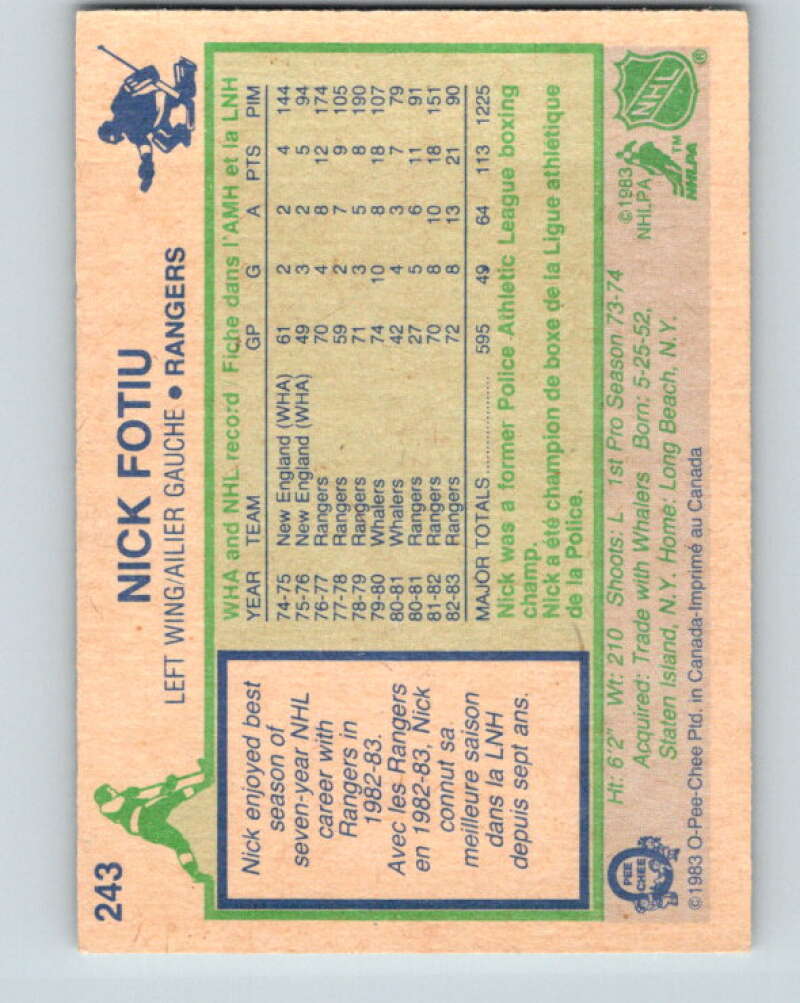 243
NICK FOTIU
LEFT WING/AILIER GAUCHE • RANGERS
Nick enjoyed best
season of
seven-year NHL
career with
Rangers in
1982-83.
Avec les Rangers
en 1982-83, Nick
connut sa
meilleure saison
dans la LNH
depuis sept ans.
WHA and NHL record / Fiche dans l'AMH et la LNH
YEAR TEAM GP G A PTS PIM
74-75 New England (WHA) 61 2 2 4 144
75-76 New England (WHA) 49 3 2 5 94
76-77 Rangers 70 4 8 12 174
77-78 Rangers 59 2 7 9 105
78-79 Rangers 71 3 5 8 190
79-80 Whalers 74 10 8 18 107
80-81 Whalers 42 4 3 7 79
80-81 Rangers 27 5 6 11 91
81-82 Rangers 70 8 10 18 151
82-83 Rangers 72 8 13 21 90
MAJOR TOTALS .............. 595 49 64 113 1225
Nick was a former Police Athletic League boxing
champ.
Nick a été champion de boxe de la Ligue athlétique
de la Police.
Ht: 6'2" Wt: 210 Shoots: L 1st Pro Season 73-74
Acquired: Trade with Whalers Born: 5-25-52,
Staten Island, N.Y. Home: Long Beach, N.Y.
©1983
NHLPA
NHLPA ™
NHL ®
O PEE CHEE
©1983 O-Pee-Chee Ptd. in Canada-Imprimé au Canada